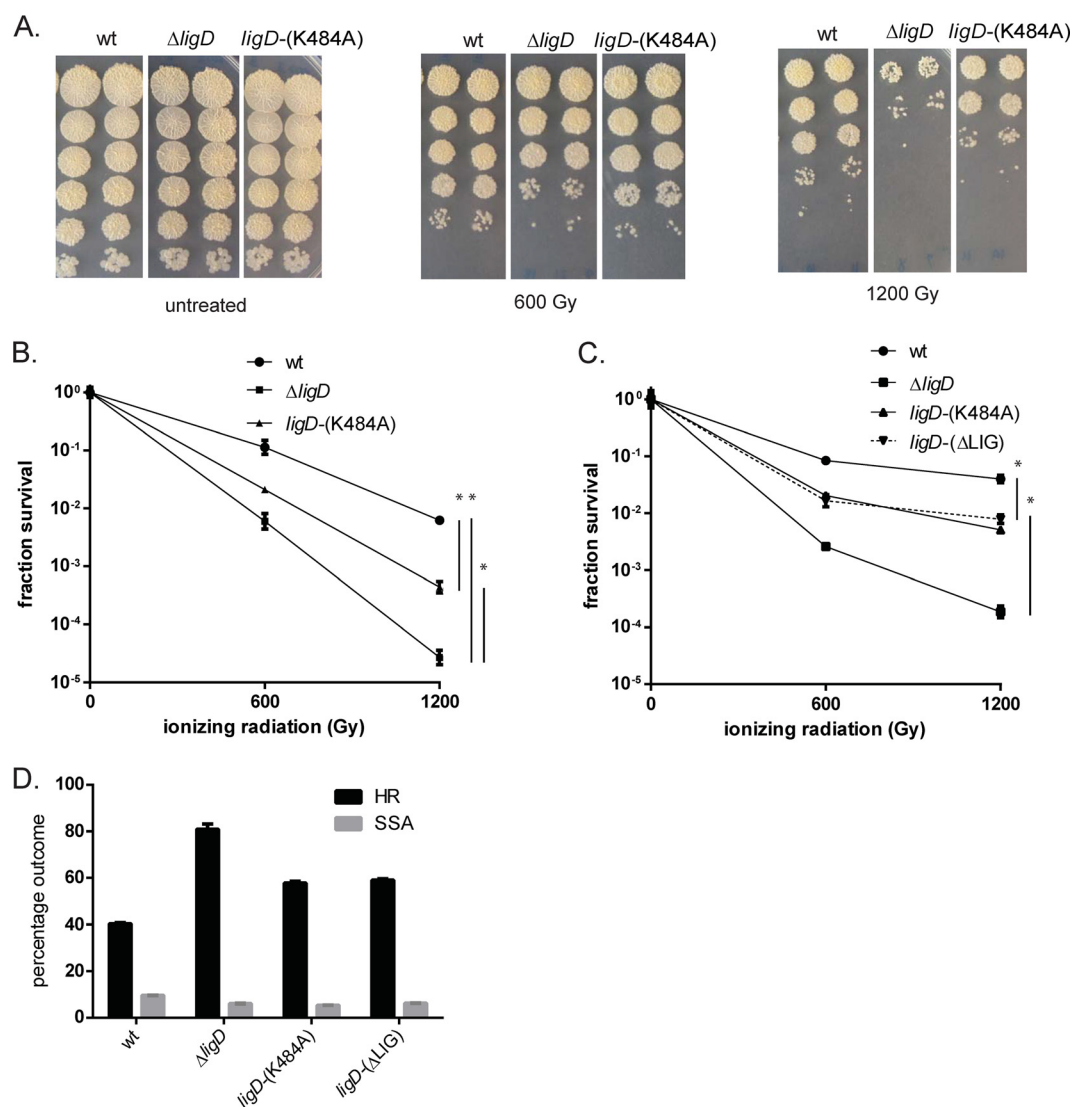 A.
wt ΔligD ligD-(K484A)
wt ΔligD ligD-(K484A)
wt ΔligD ligD-(K484A)
untreated
600 Gy
1200 Gy
B.
wt
ΔligD
ligD-(K484A)
10^0
10^-1
10^-2
10^-3
10^-4
10^-5
fraction survival
* *
*
0 600 1200
ionizing radiation (Gy)
C.
wt
ΔligD
ligD-(K484A)
ligD-(ΔLIG)
10^0
10^-1
10^-2
10^-3
10^-4
10^-5
fraction survival
*
*
0 600 1200
ionizing radiation (Gy)
D.
HR
SSA
100
80
60
40
20
0
percentage outcome
wt
ΔligD
ligD-(K484A)
ligD-(ΔLIG)